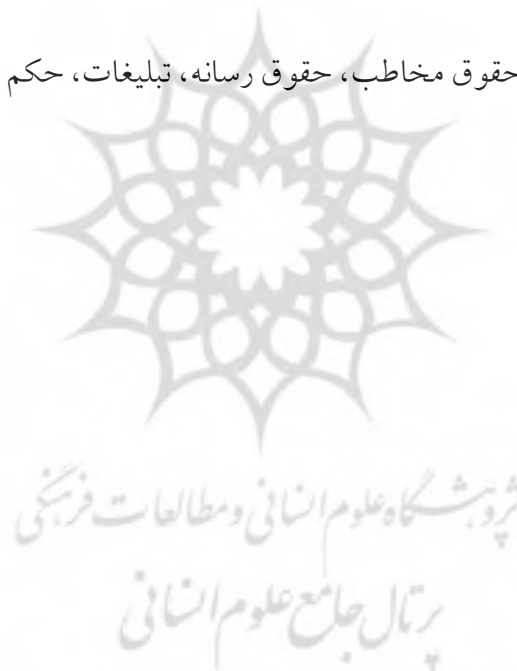 حقوق مخاطب، حقوق رسانه، تبلیغات، حکم
پژوهشگاه علوم انسانی و مطالعات فرهنگی
پرتال جامع علوم انسانی